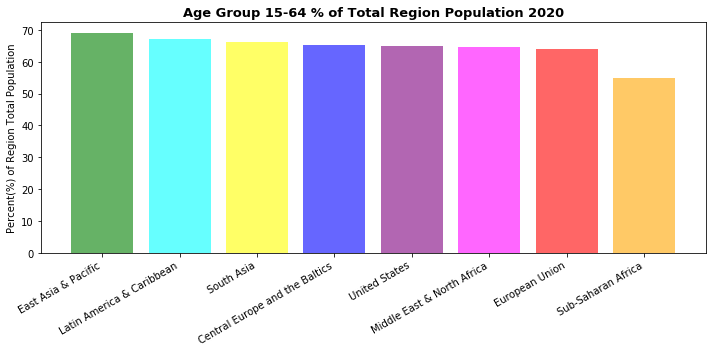 Age Group 15-64 % of Total Region Population 2020
Percent(%) of Region Total Population
70
60
50
40
30
20
10
0
East Asia & Pacific
Latin America & Caribbean
South Asia
Central Europe and the Baltics
United States
Middle East & North Africa
European Union
Sub-Saharan Africa